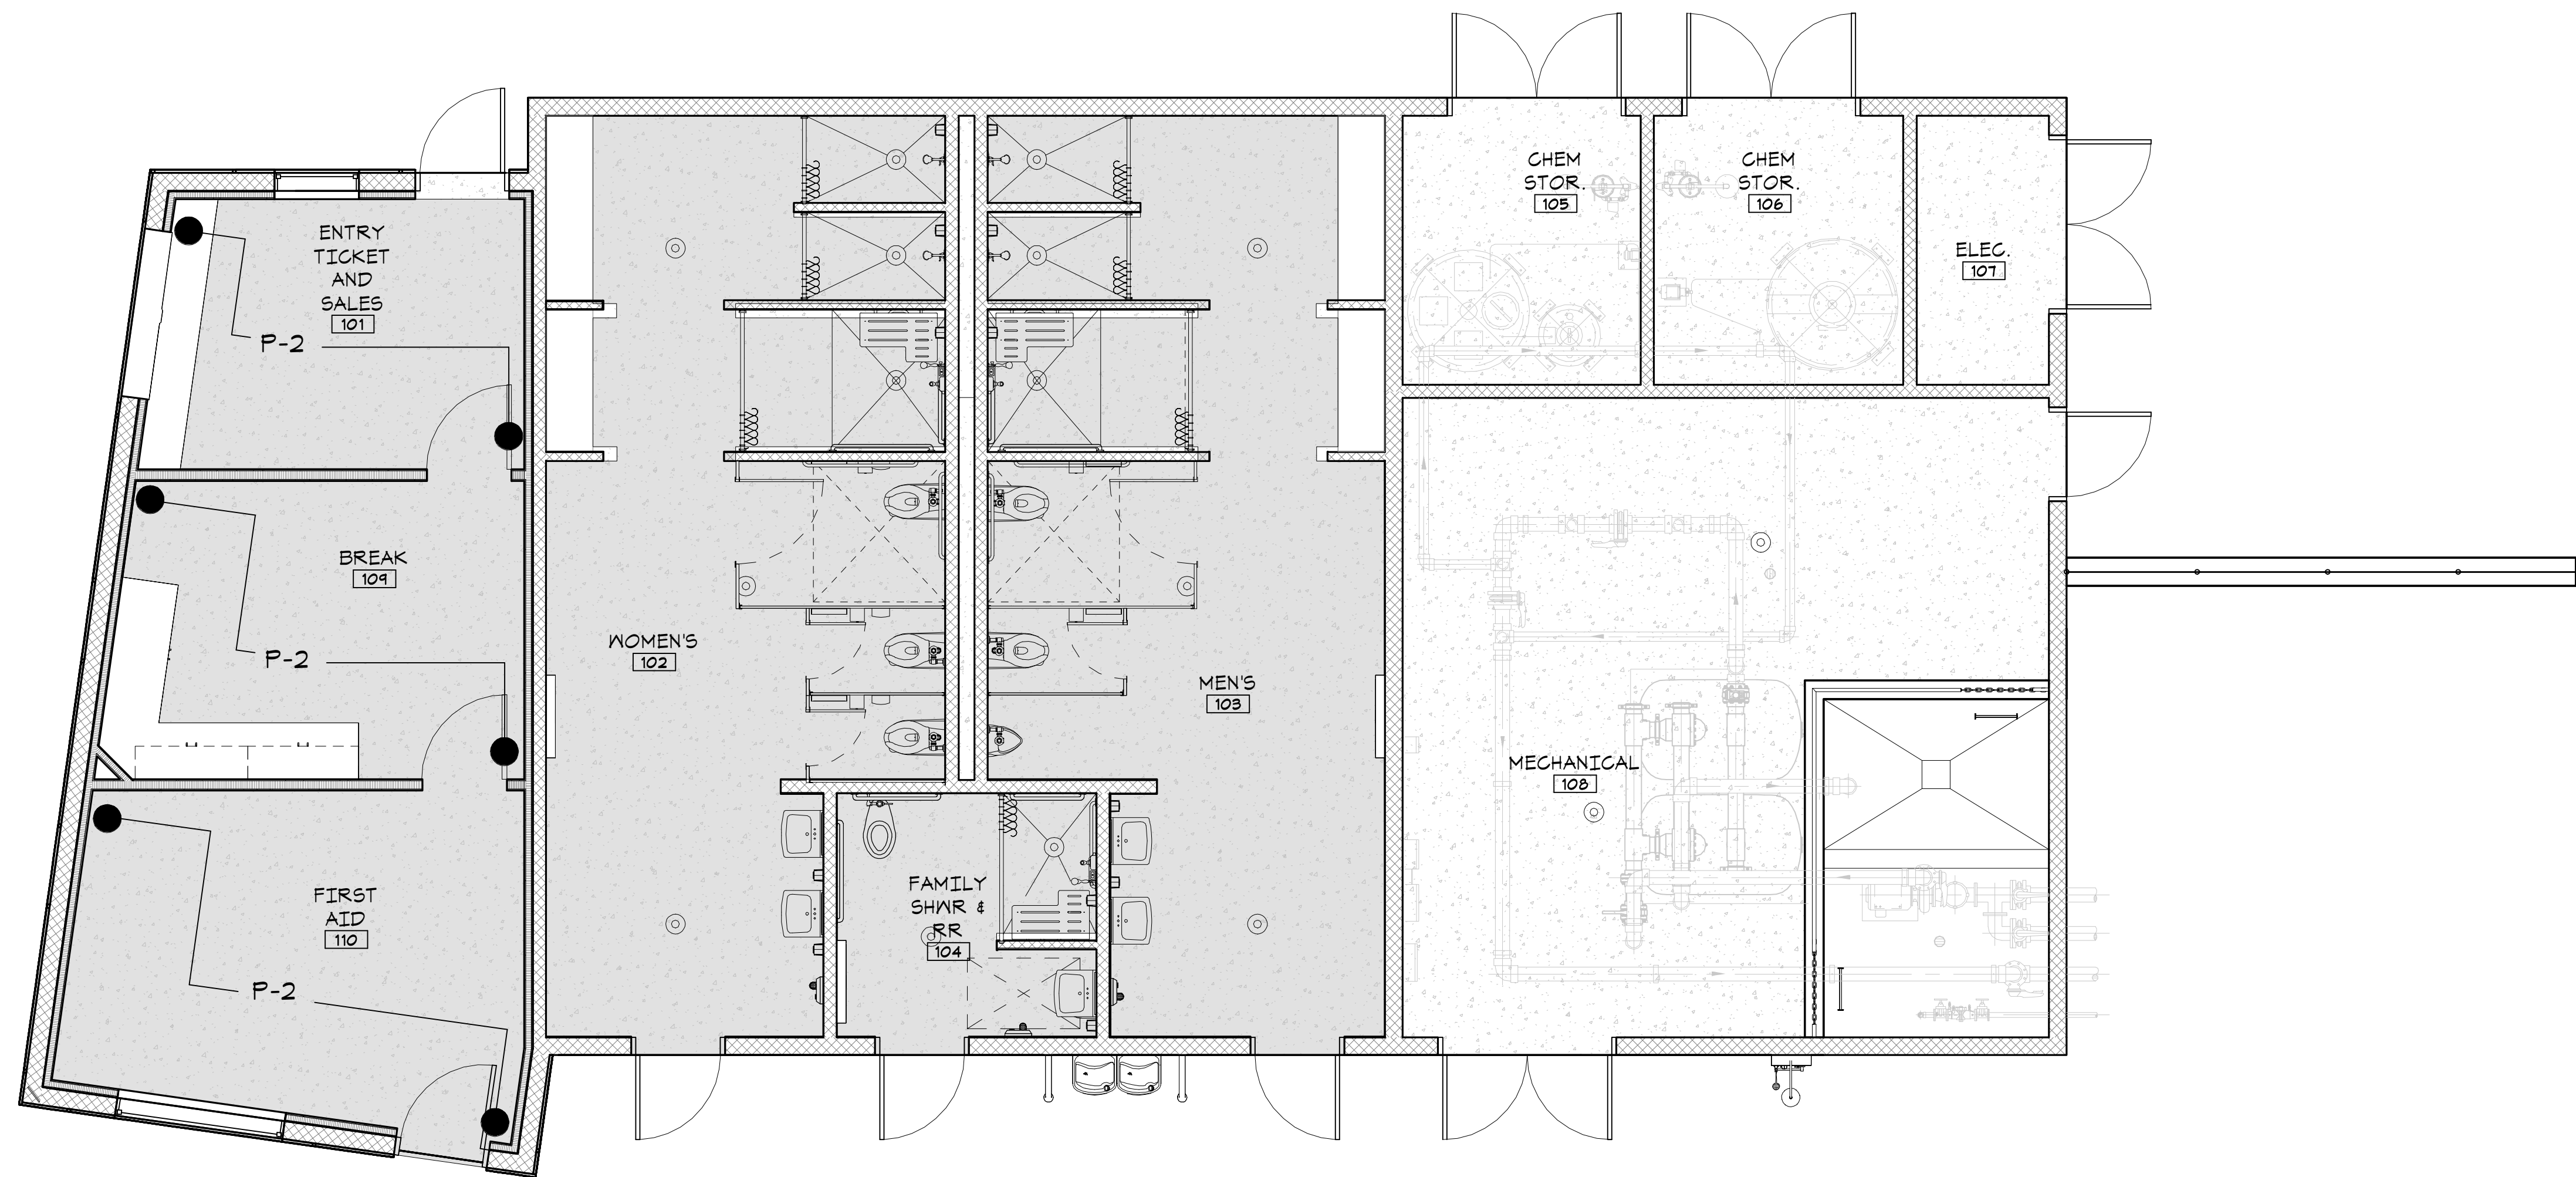 ENTRY
TICKET
AND
SALES
101
P-2
BREAK
109
P-2
FIRST
AID
110
P-2
WOMEN'S
102
MEN'S
103
FAMILY
SHWR &
RR
104
CHEM
STOR.
105
CHEM
STOR.
106
ELEC.
107
MECHANICAL
108